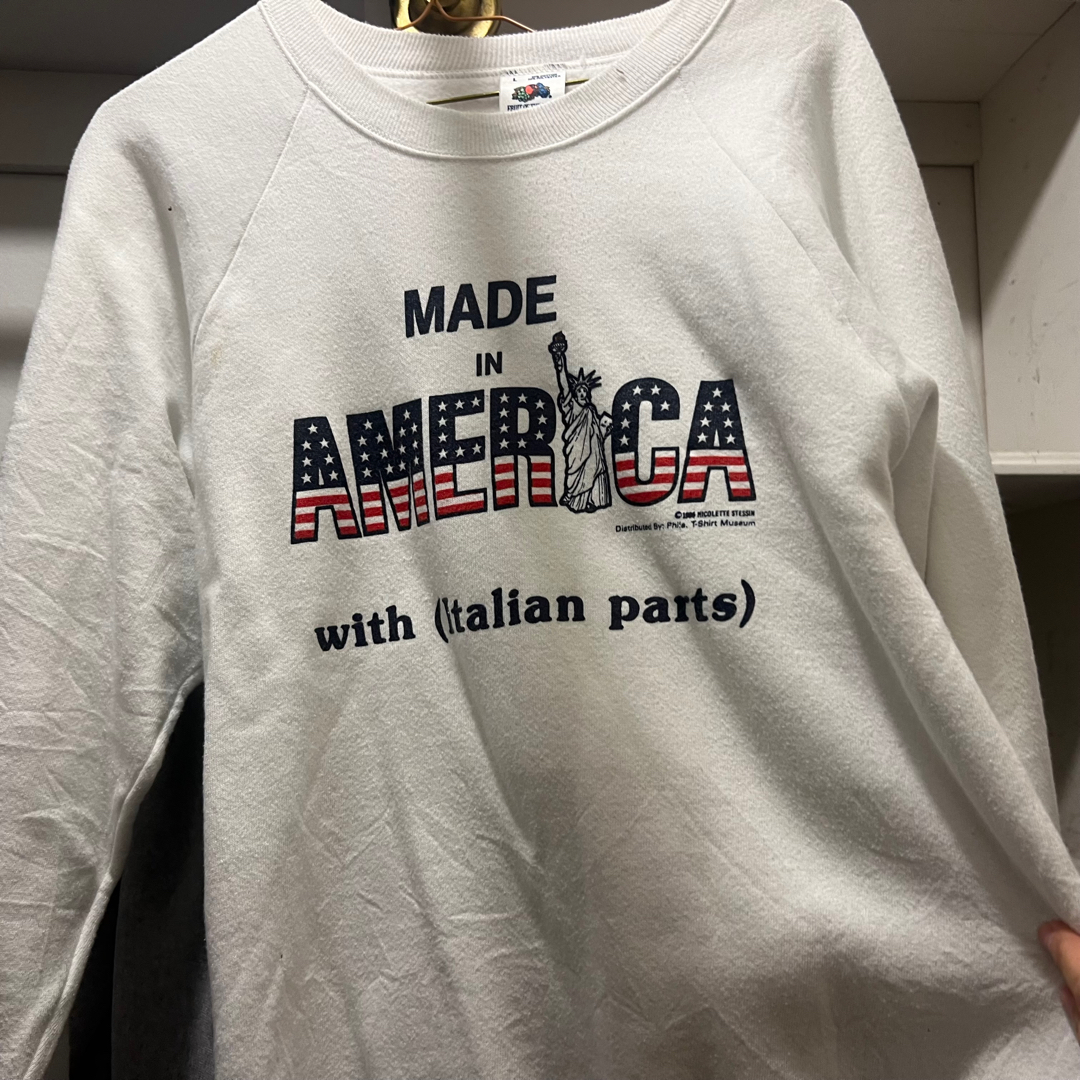 MADE
IN
AMERICA
© 1986 NICOLETTE STESSIN
Distributed By: Phila. T-Shirt Museum
with (Italian parts)